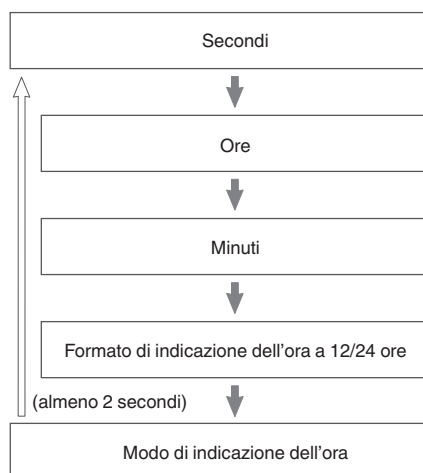 Secondi
Ore
Minuti
Formato di indicazione dell'ora a 12/24 ore
(almeno 2 secondi)
Modo di indicazione dell'ora